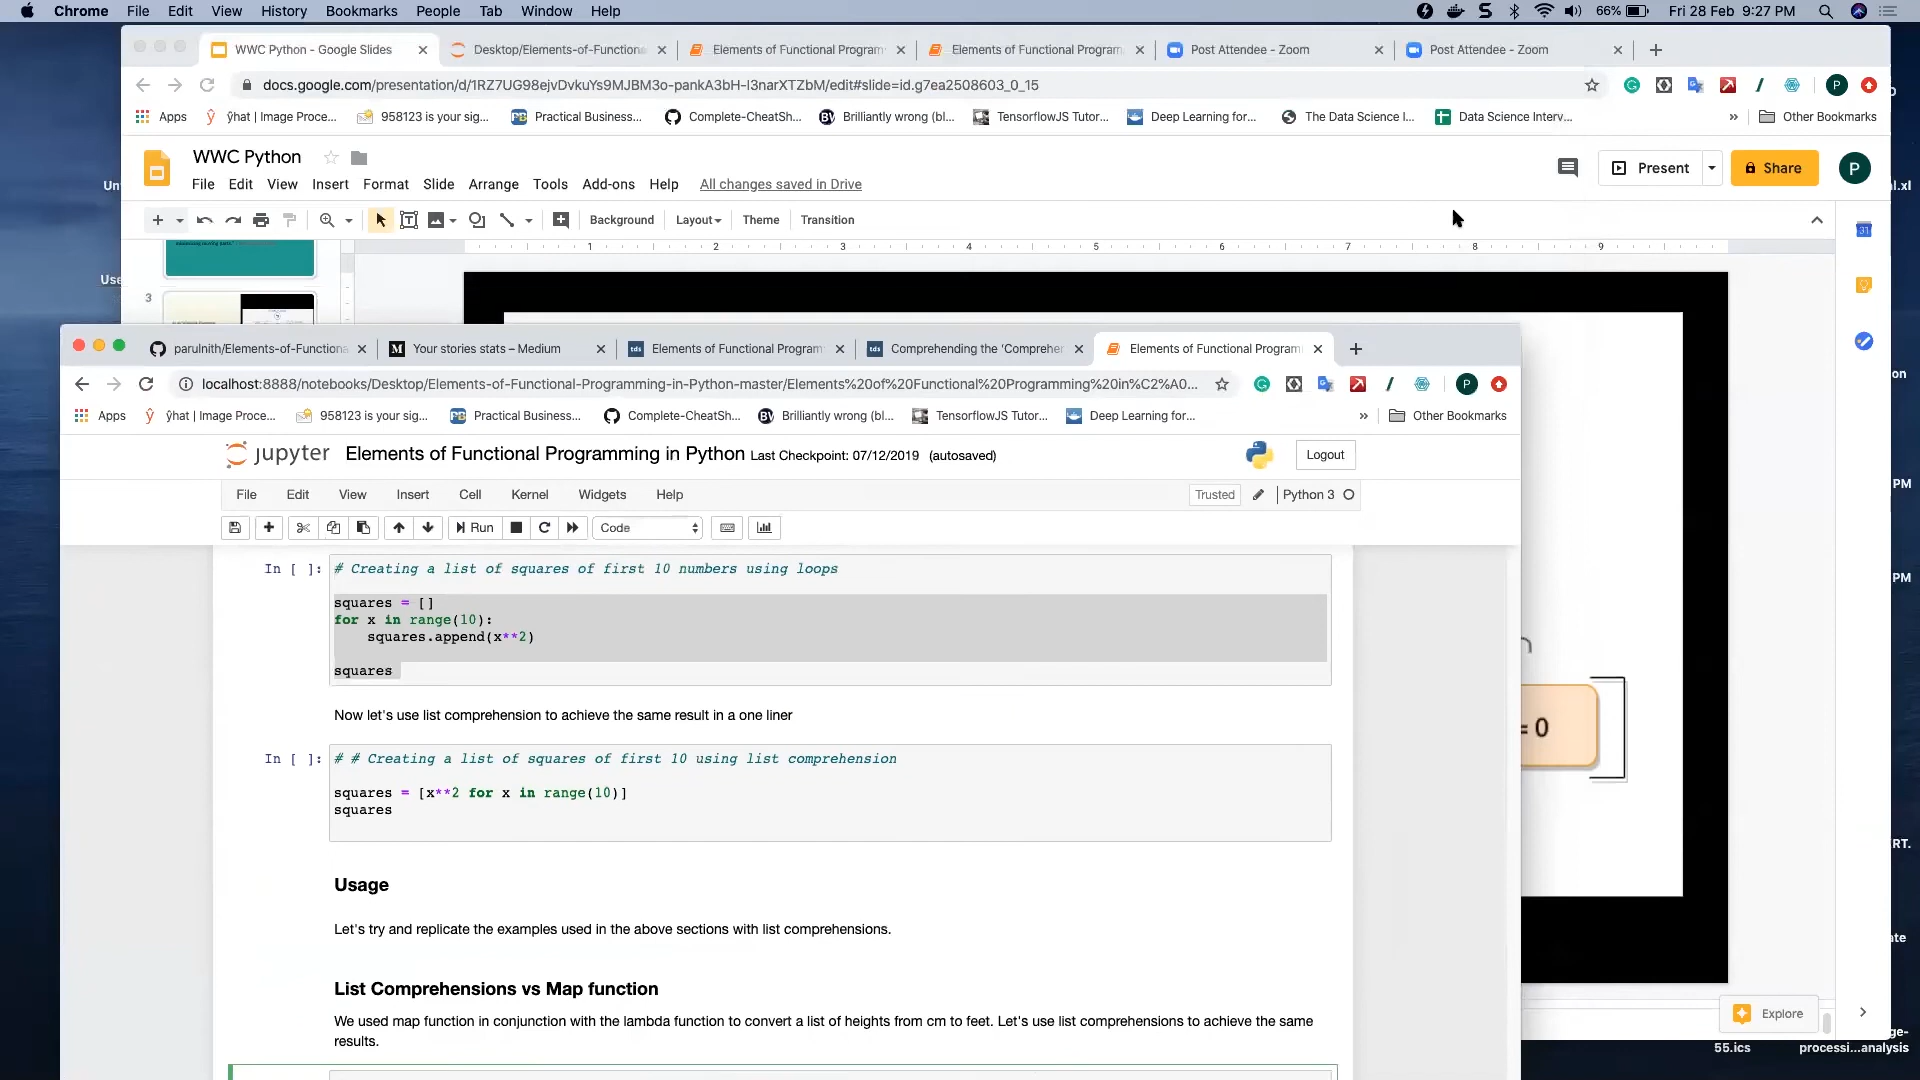 Chrome File Edit View History Bookmarks People Tab Window Help
66% Fri 28 Feb 9:27 PM
WWC Python - Google Slides
Desktop/Elements-of-Functiona
Elements of Functional Program
Elements of Functional Program
Post Attendee - Zoom
Post Attendee - Zoom
docs.google.com/presentation/d/1RZ7UG98ejvDvkuYs9MJBM3o-pankA3bH-I3narXTZbM/edit#slide=id.g7ea2508603_0_15
P
Apps
ŷhat | Image Proce...
958123 is your sig...
Practical Business...
Complete-CheatSh...
Brilliantly wrong (bl...
TensorflowJS Tutor...
Deep Learning for...
The Data Science I...
Data Science Interv...
Other Bookmarks
WWC Python
Present
Share
P
File Edit View Insert Format Slide Arrange Tools Add-ons Help All changes saved in Drive
Background Layout Theme Transition
1 2 3 4 5 6 7 8 9
3
31
parulnith/Elements-of-Functiona
Your stories stats – Medium
Elements of Functional Program
Comprehending the ‘Compreher
Elements of Functional Program
localhost:8888/notebooks/Desktop/Elements-of-Functional-Programming-in-Python-master/Elements%20of%20Functional%20Programming%20in%C2%A0...
P
Apps
ŷhat | Image Proce...
958123 is your sig...
Practical Business...
Complete-CheatSh...
Brilliantly wrong (bl...
TensorflowJS Tutor...
Deep Learning for...
Other Bookmarks
jupyter Elements of Functional Programming in Python Last Checkpoint: 07/12/2019 (autosaved)
Logout
File Edit View Insert Cell Kernel Widgets Help
Trusted Python 3
Run Code
In [ ]: # Creating a list of squares of first 10 numbers using loops
squares = []
for x in range(10):
squares.append(x**2)
squares
Now let's use list comprehension to achieve the same result in a one liner
In [ ]: # # Creating a list of squares of first 10 using list comprehension
squares = [x**2 for x in range(10)]
squares
Usage
Let's try and replicate the examples used in the above sections with list comprehensions.
List Comprehensions vs Map function
We used map function in conjunction with the lambda function to convert a list of heights from cm to feet. Let's use list comprehensions to achieve the same
results.
= 0
Explore
55.ics
processi...analysis